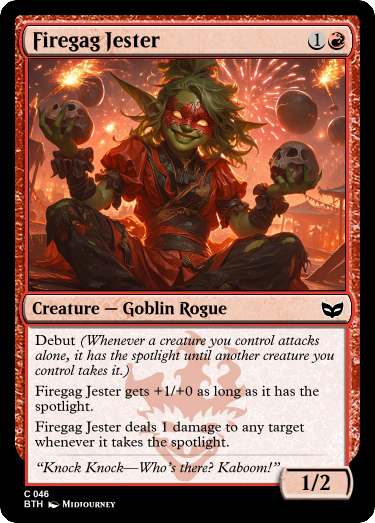 Firegag Jester 1
Creature — Goblin Rogue
Debut (Whenever a creature you control attacks
alone, it has the spotlight until another creature you
control takes it.)
Firegag Jester gets +1/+0 as long as it has the
spotlight.
Firegag Jester deals 1 damage to any target
whenever it takes the spotlight.
“Knock Knock—Who’s there? Kaboom!”
1/2
C 046
BTH Midjourney